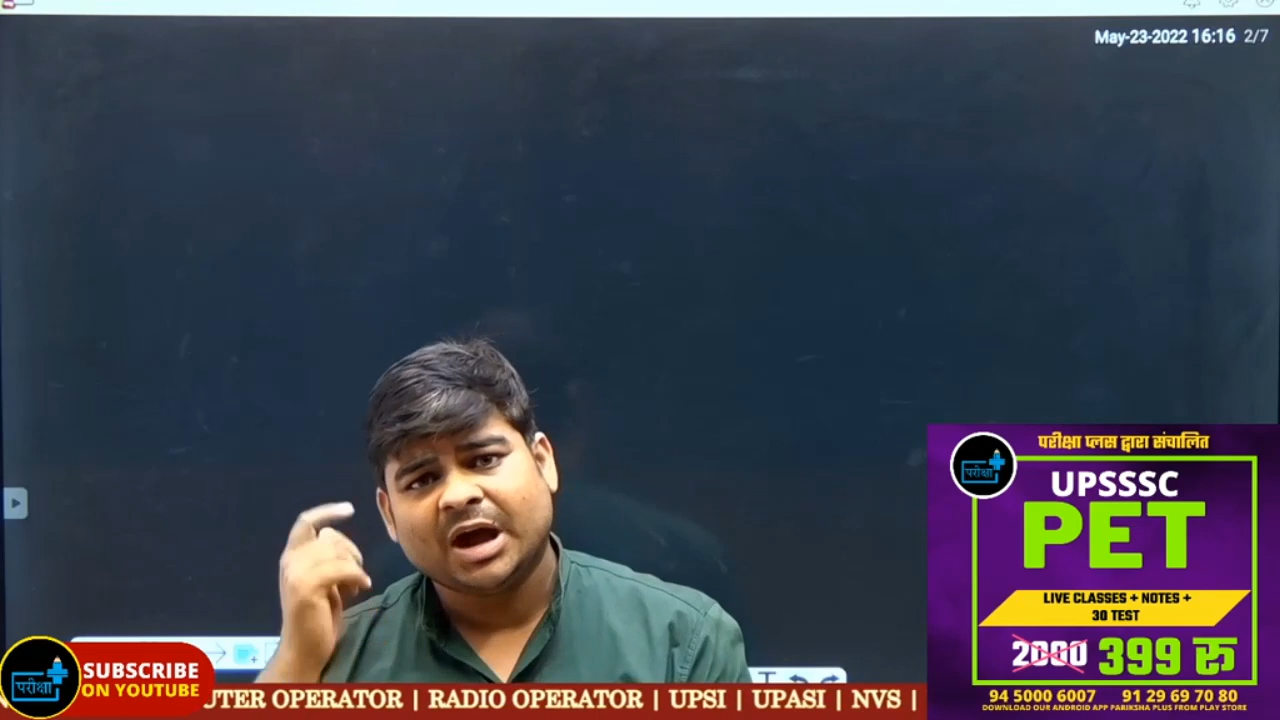 May-23-2022 16:16 2/7
परीक्षा प्लस द्वारा संचालित
परीक्षा
UPSSSC
PET
LIVE CLASSES + NOTES +
30 TEST
2000 399 रु
94 5000 6007 91 29 69 70 80
DOWNLOAD OUR ANDROID APP PARIKSHA PLUS FROM PLAY STORE
परीक्षा
SUBSCRIBE
ON YOUTUBE
UTER OPERATOR | RADIO OPERATOR | UPSI | UPASI | NVS |